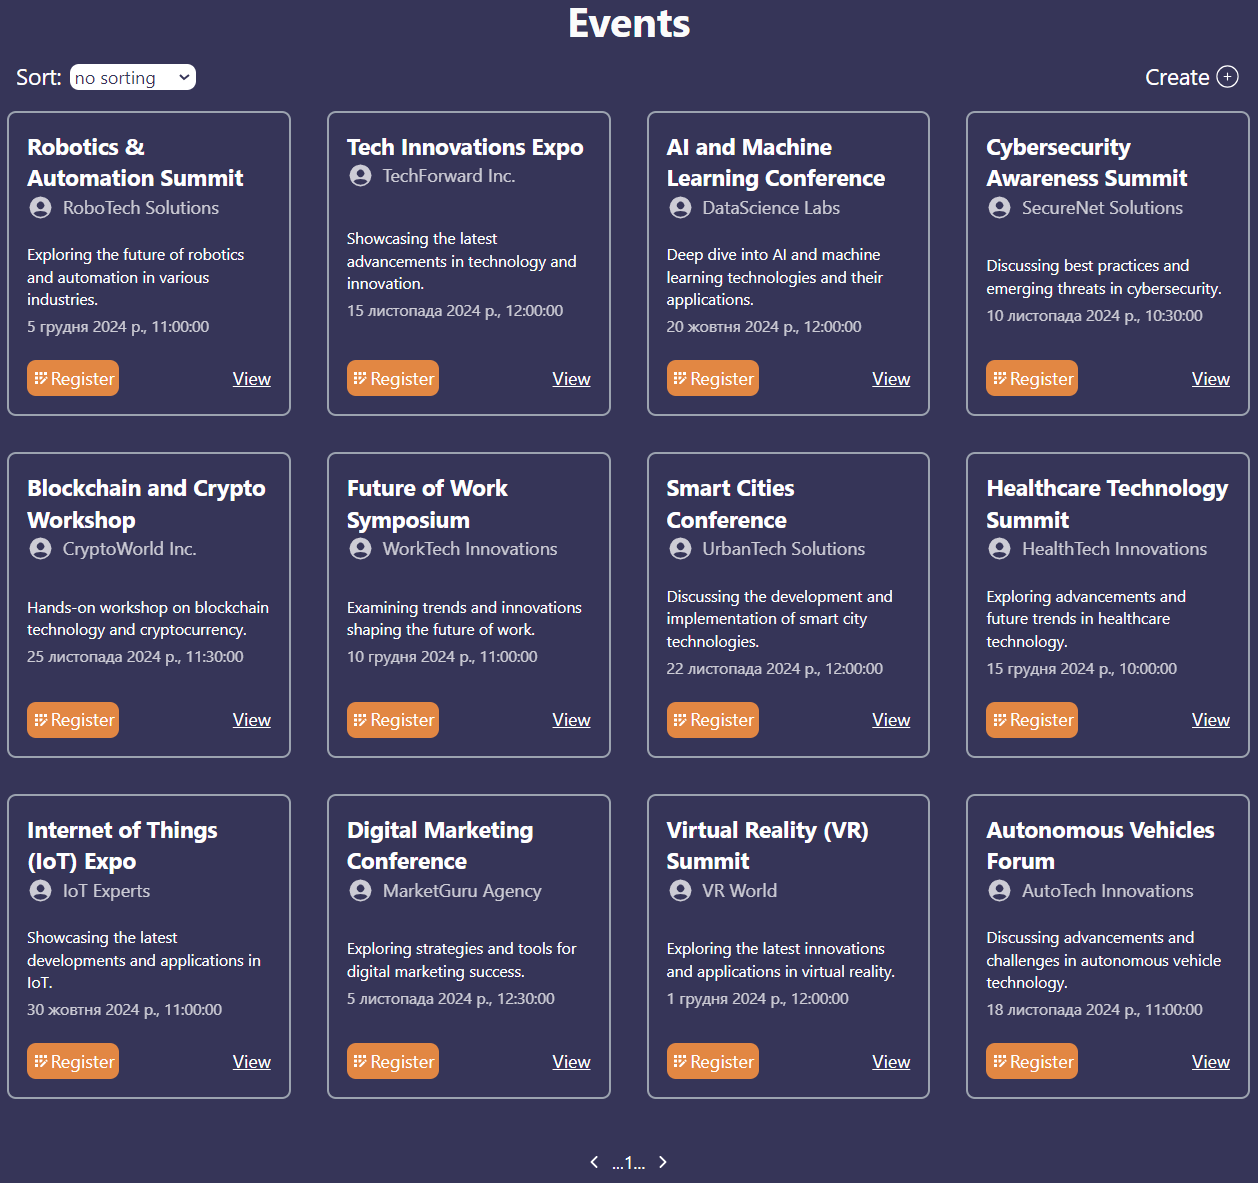 Events
Sort: no sorting
Create
Robotics &
Automation Summit
RoboTech Solutions
Exploring the future of robotics
and automation in various
industries.
5 грудня 2024 р., 11:00:00
Register
View
Tech Innovations Expo
TechForward Inc.
Showcasing the latest
advancements in technology and
innovation.
15 листопада 2024 р., 12:00:00
Register
View
AI and Machine
Learning Conference
DataScience Labs
Deep dive into AI and machine
learning technologies and their
applications.
20 жовтня 2024 р., 12:00:00
Register
View
Cybersecurity
Awareness Summit
SecureNet Solutions
Discussing best practices and
emerging threats in cybersecurity.
10 листопада 2024 р., 10:30:00
Register
View
Blockchain and Crypto
Workshop
CryptoWorld Inc.
Hands-on workshop on blockchain
technology and cryptocurrency.
25 листопада 2024 р., 11:30:00
Register
View
Future of Work
Symposium
WorkTech Innovations
Examining trends and innovations
shaping the future of work.
10 грудня 2024 р., 11:00:00
Register
View
Smart Cities
Conference
UrbanTech Solutions
Discussing the development and
implementation of smart city
technologies.
22 листопада 2024 р., 12:00:00
Register
View
Healthcare Technology
Summit
HealthTech Innovations
Exploring advancements and
future trends in healthcare
technology.
15 грудня 2024 р., 10:00:00
Register
View
Internet of Things
(IoT) Expo
IoT Experts
Showcasing the latest
developments and applications in
IoT.
30 жовтня 2024 р., 11:00:00
Register
View
Digital Marketing
Conference
MarketGuru Agency
Exploring strategies and tools for
digital marketing success.
5 листопада 2024 р., 12:30:00
Register
View
Virtual Reality (VR)
Summit
VR World
Exploring the latest innovations
and applications in virtual reality.
1 грудня 2024 р., 12:00:00
Register
View
Autonomous Vehicles
Forum
AutoTech Innovations
Discussing advancements and
challenges in autonomous vehicle
technology.
18 листопада 2024 р., 11:00:00
Register
View
...1...